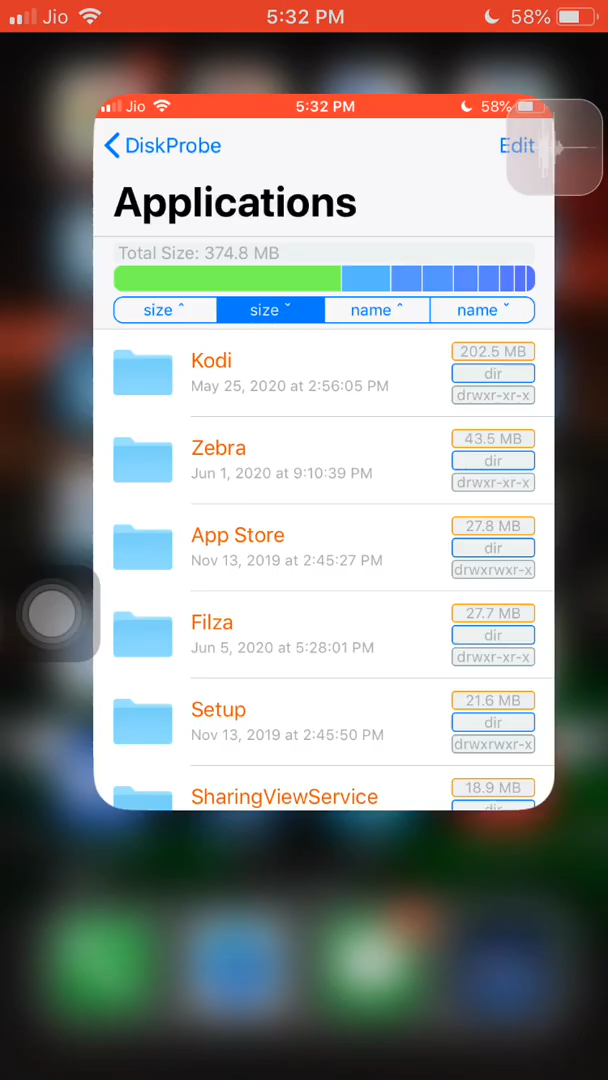 Jio 5:32 PM 58%
Jio 5:32 PM 58%
DiskProbe Edit
Applications
Total Size: 374.8 MB
size ˄ size ˅ name ˄ name ˅
Kodi 202.5 MB
May 25, 2020 at 2:56:05 PM dir
drwxr-xr-x
Zebra 43.5 MB
Jun 1, 2020 at 9:10:39 PM dir
drwxr-xr-x
App Store 27.8 MB
Nov 13, 2019 at 2:45:27 PM dir
drwxrwxr-x
Filza 27.7 MB
Jun 5, 2020 at 5:28:01 PM dir
drwxr-xr-x
Setup 21.6 MB
Nov 13, 2019 at 2:45:50 PM dir
drwxrwxr-x
SharingViewService 18.9 MB
dir